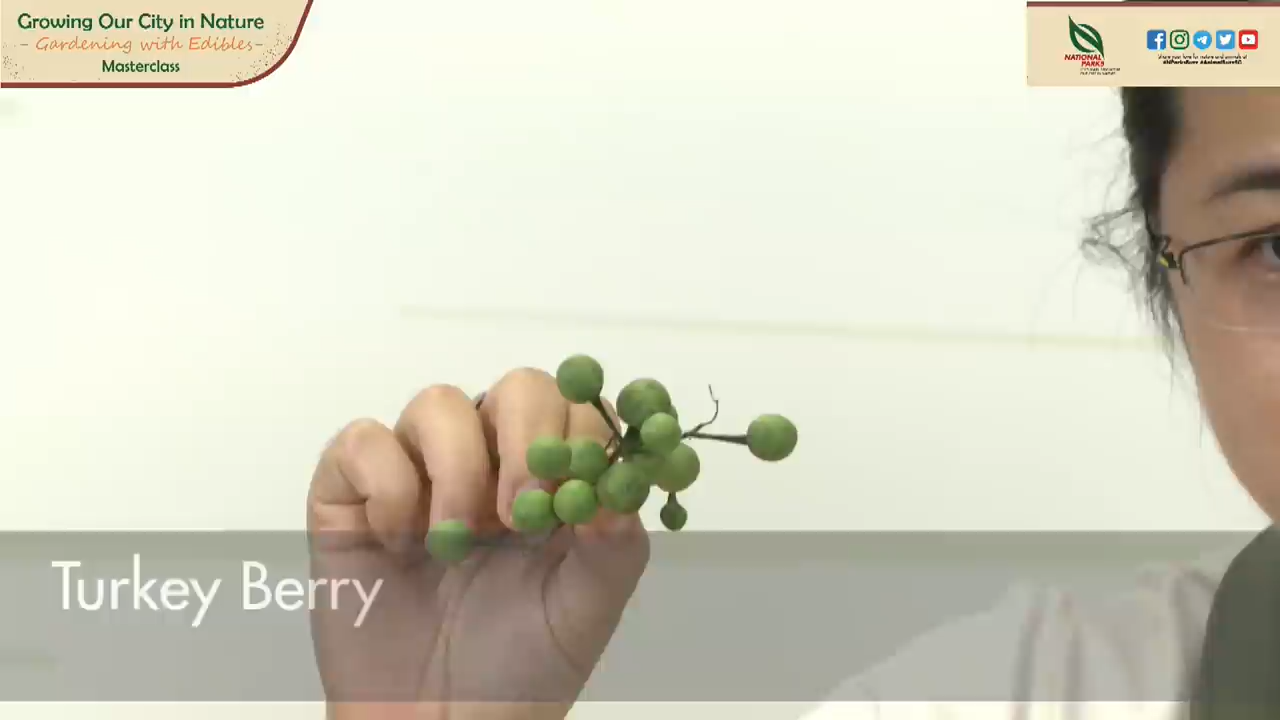 Growing Our City in Nature
- Gardening with Edibles-
Masterclass
NATIONAL
PARKS
Turkey Berry